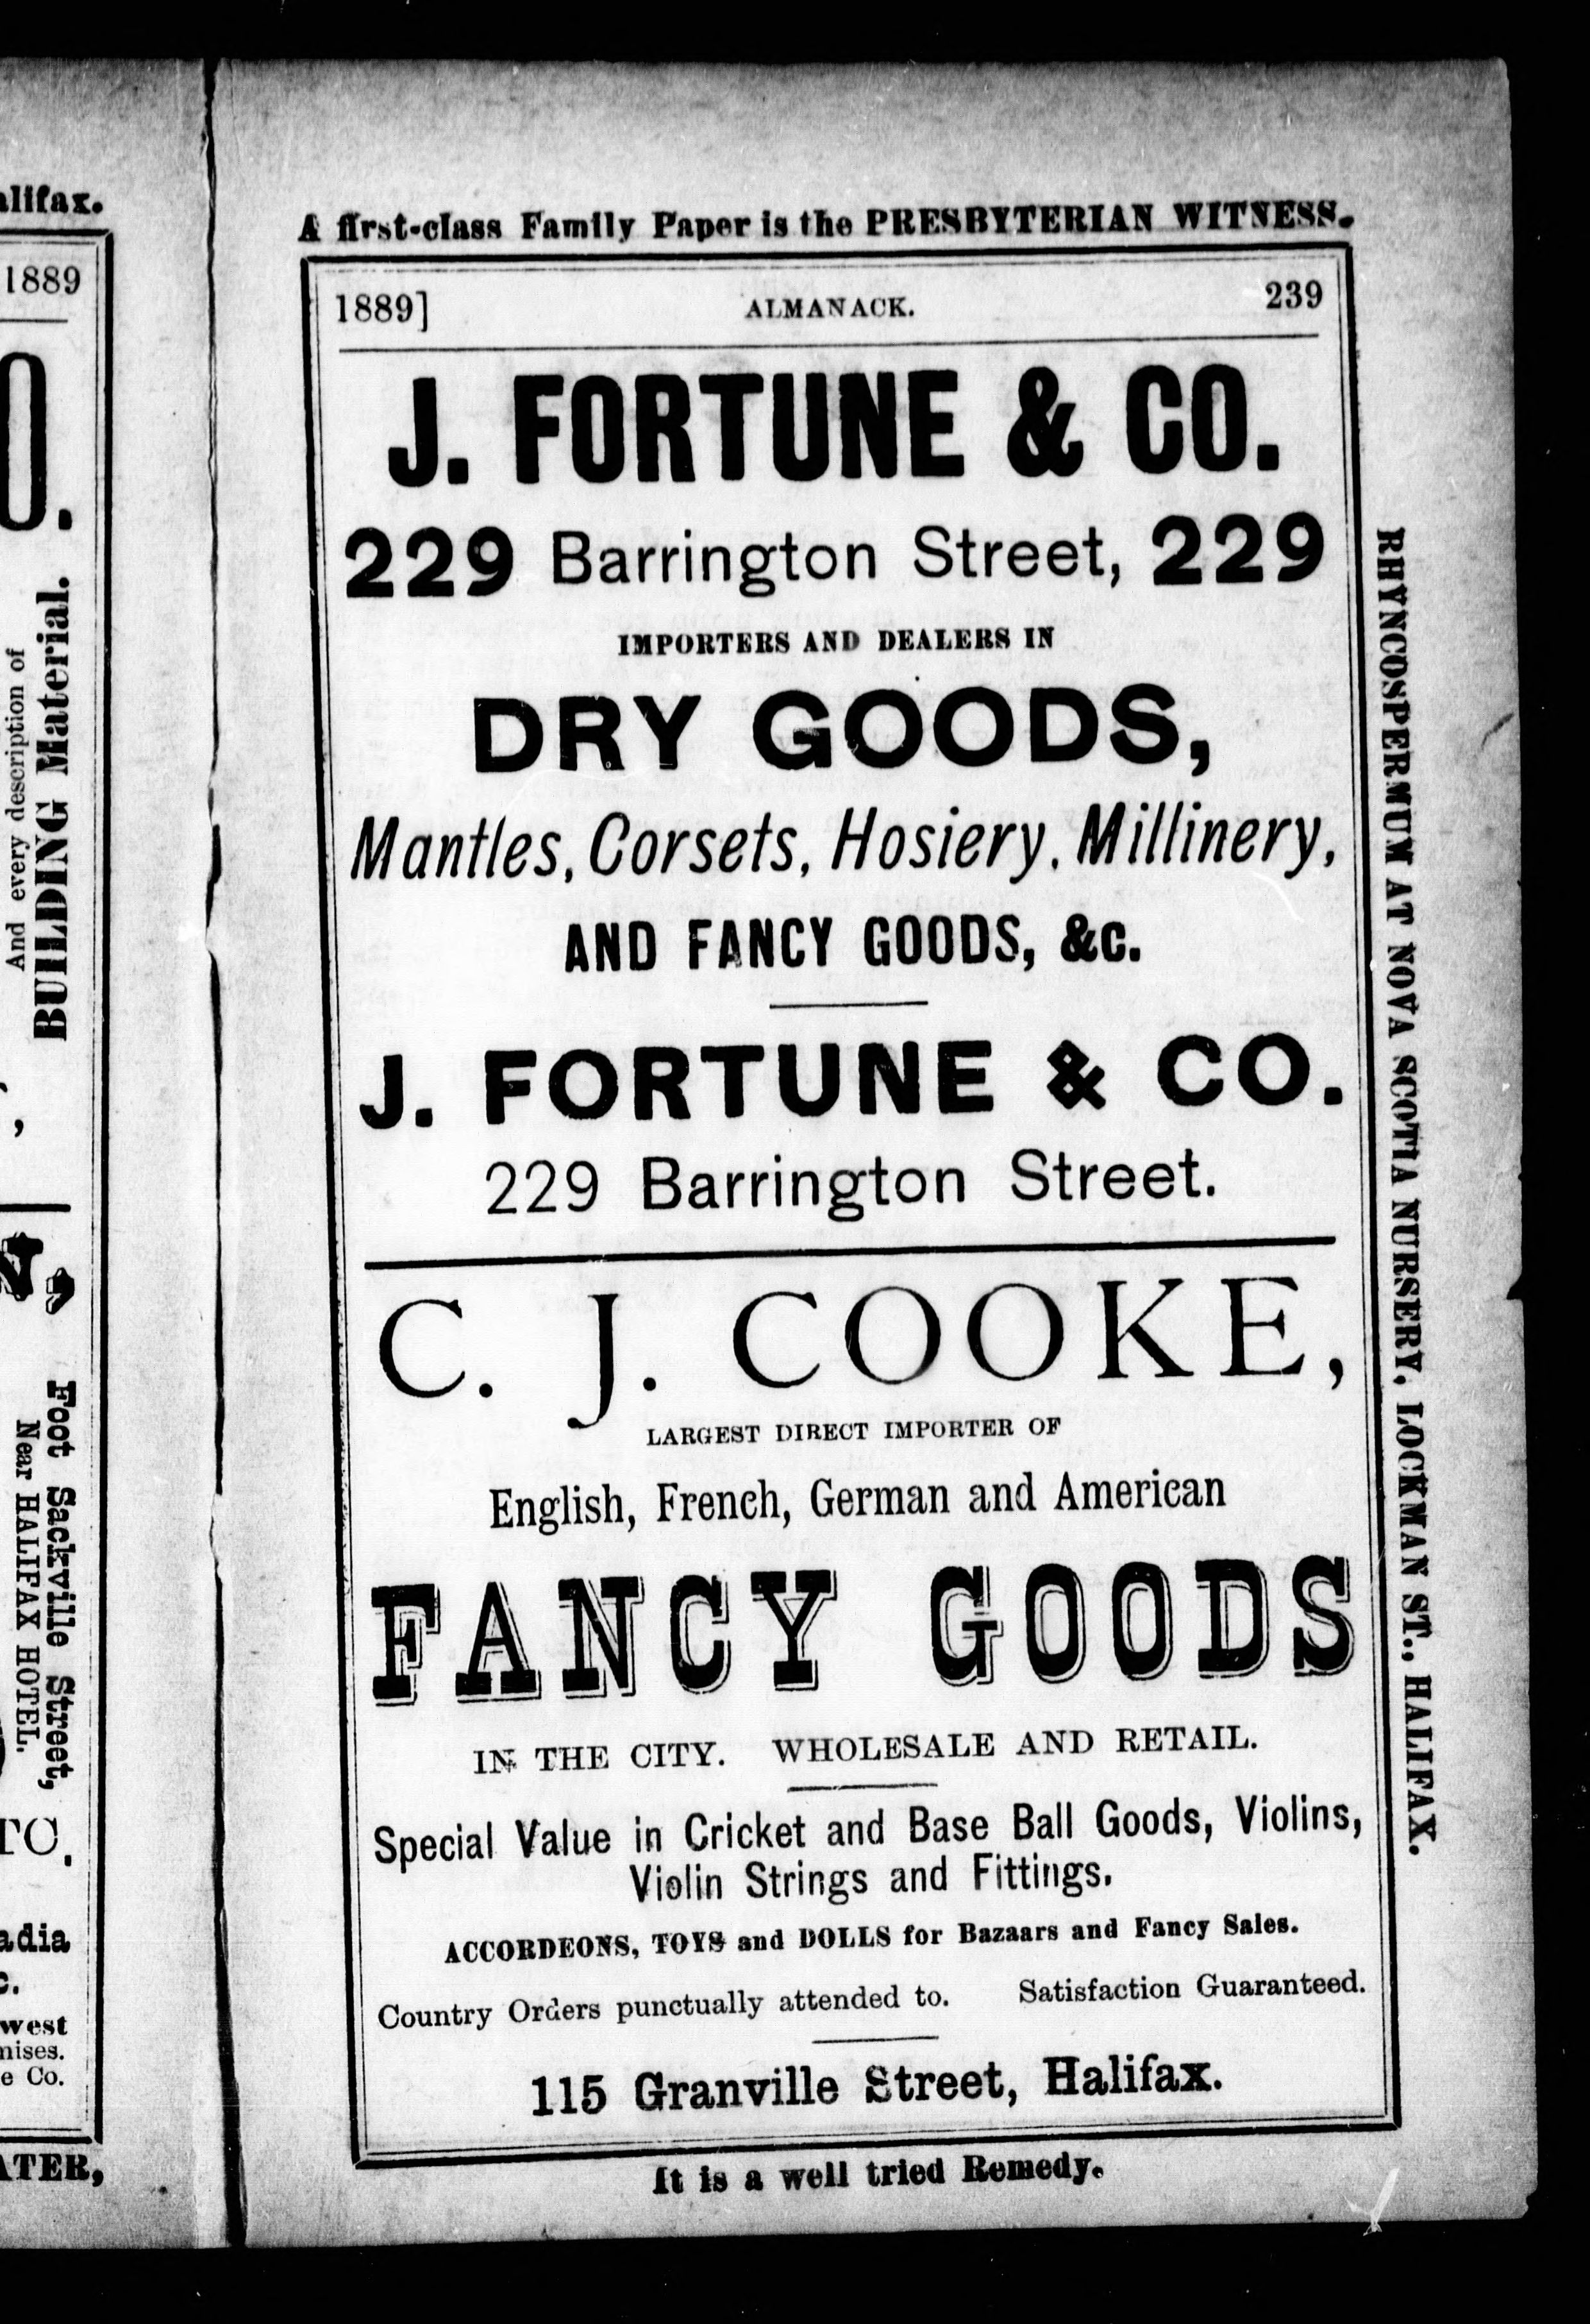 alifax.
1889
O.
And every description of
BUILDING Material.
,
N,
Foot Sackville Street,
Near HALIFAX HOTEL.
TC.
adia
c.
west
mises.
e Co.
ATER,
A first-class Family Paper is the PRESBYTERIAN WITNESS.
1889] ALMANACK. 239
J. FORTUNE & CO.
229 Barrington Street, 229
IMPORTERS AND DEALERS IN
DRY GOODS,
Mantles, Corsets, Hosiery, Millinery,
AND FANCY GOODS, &c.
J. FORTUNE & CO.
229 Barrington Street.
C. J. COOKE,
LARGEST DIRECT IMPORTER OF
English, French, German and American
FANCY GOODS
IN THE CITY. WHOLESALE AND RETAIL.
Special Value in Cricket and Base Ball Goods, Violins,
Violin Strings and Fittings.
ACCORDEONS, TOYS and DOLLS for Bazaars and Fancy Sales.
Country Orders punctually attended to. Satisfaction Guaranteed.
115 Granville Street, Halifax.
It is a well tried Remedy.
RHYNCOSPERMUM AT NOVA SCOTIA NURSERY, LOCKMAN ST., HALIFAX.